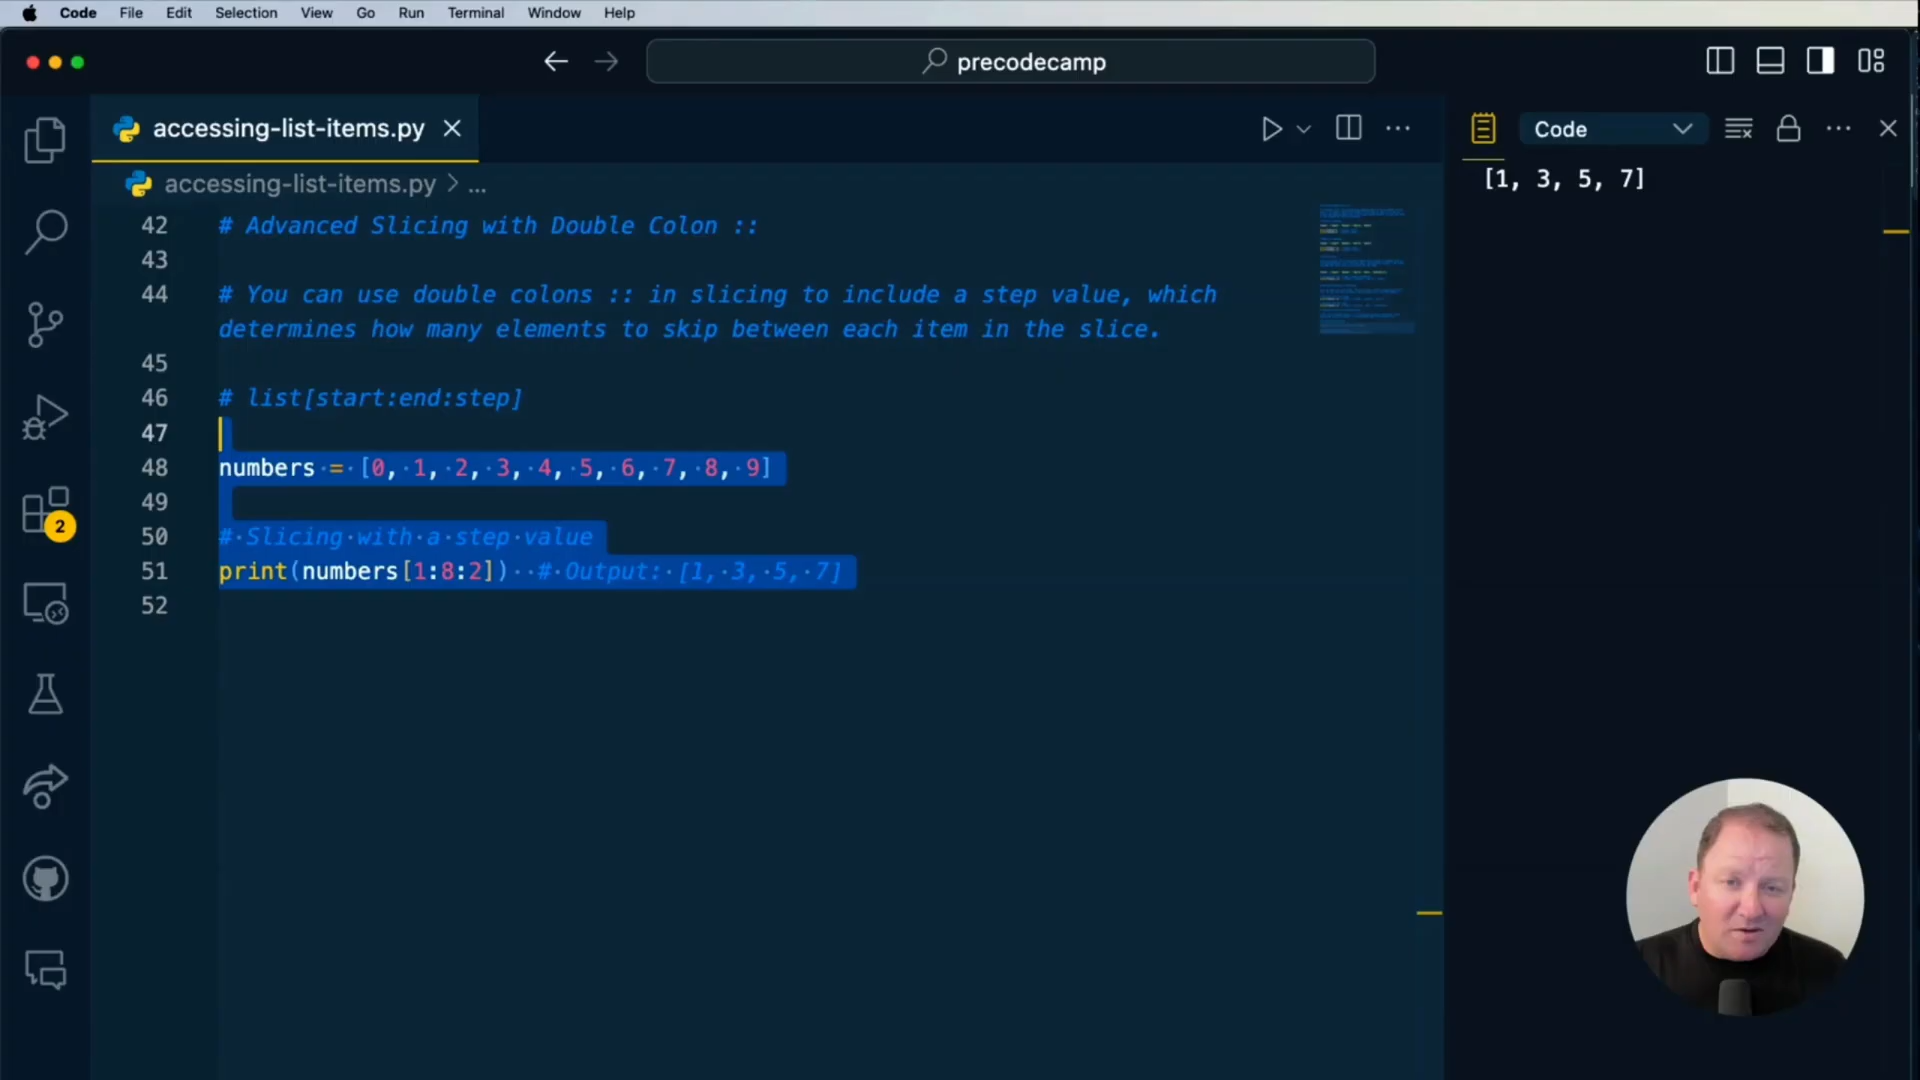 Code File Edit Selection View Go Run Terminal Window Help
precodecamp
accessing-list-items.py
Code
accessing-list-items.py > ...
[1, 3, 5, 7]
42 # Advanced Slicing with Double Colon ::
43
44 # You can use double colons :: in slicing to include a step value, which
determines how many elements to skip between each item in the slice.
45
46 # list[start:end:step]
47
48 numbers = [0, 1, 2, 3, 4, 5, 6, 7, 8, 9]
49
50 # Slicing with a step value
51 print(numbers[1:8:2])  # Output: [1, 3, 5, 7]
52
2